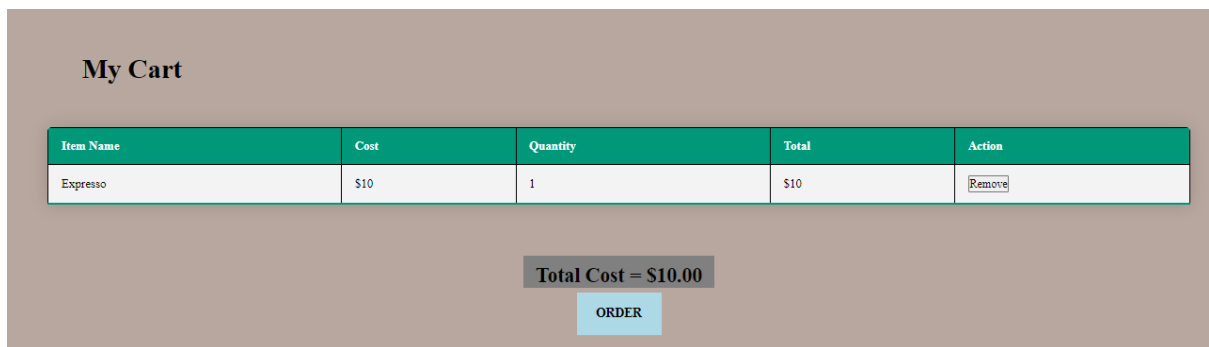 My Cart
Item Name Cost Quantity Total Action
Expresso $10 1 $10 Remove
Total Cost = $10.00
ORDER